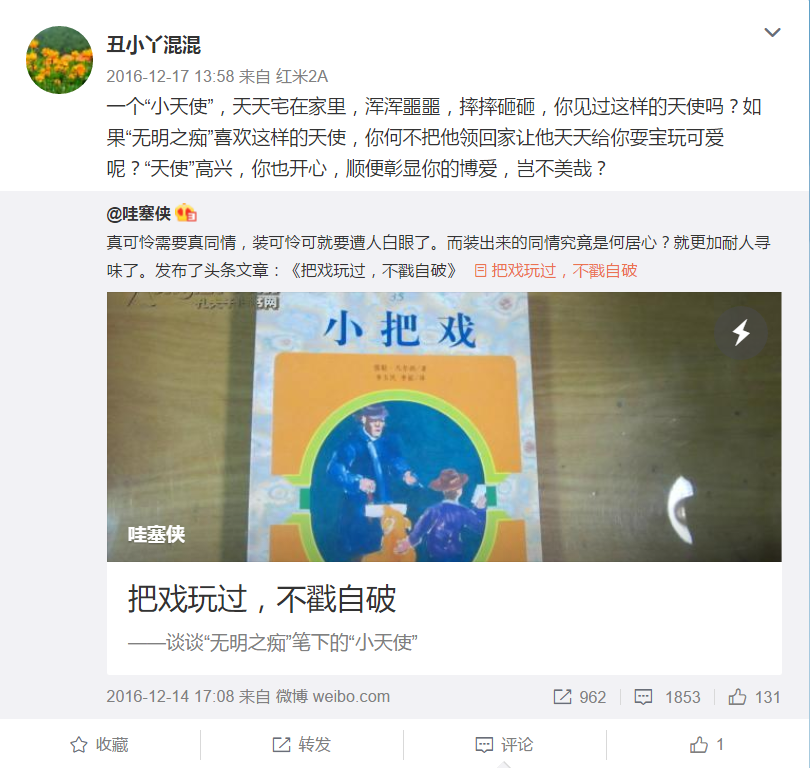 丑小丫混混
2016-12-17 13:58 来自 红米2A
一个“小天使”，天天宅在家里，浑浑噩噩，摔摔砸砸，你见过这样的天使吗？如
果“无明之痴”喜欢这样的天使，你何不把他领回家让他天天给你耍宝玩可爱
呢？“天使”高兴，你也开心，顺便彰显你的博爱，岂不美哉？
@哇塞侠
真可怜需要真同情，装可怜可就要遭人白眼了。而装出来的同情究竟是何居心？就更加耐人寻
味了。发布了头条文章：《把戏玩过，不戳自破》 把戏玩过，不戳自破
35
小把戏
哇塞侠
把戏玩过，不戳自破
——谈谈“无明之痴”笔下的“小天使”
2016-12-14 17:08 来自 微博 weibo.com 962 1853 131
收藏 转发 评论 1